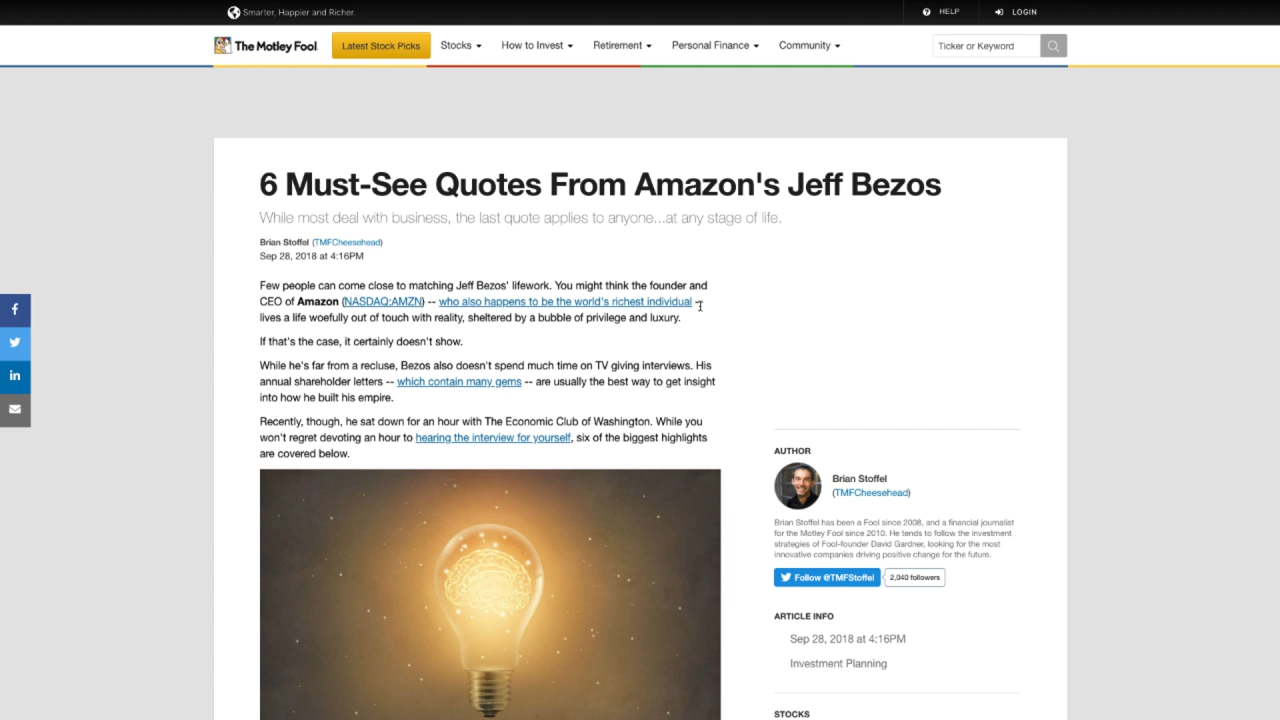 Smarter, Happier and Richer.
HELP
LOGIN
The Motley Fool
Latest Stock Picks
Stocks
How to Invest
Retirement
Personal Finance
Community
Ticker or Keyword
6 Must-See Quotes From Amazon's Jeff Bezos
While most deal with business, the last quote applies to anyone...at any stage of life.
Brian Stoffel (TMFCheesehead)
Sep 28, 2018 at 4:16PM
Few people can come close to matching Jeff Bezos' lifework. You might think the founder and
CEO of Amazon (NASDAQ:AMZN) -- who also happens to be the world's richest individual --
lives a life woefully out of touch with reality, sheltered by a bubble of privilege and luxury.
If that's the case, it certainly doesn't show.
While he's far from a recluse, Bezos also doesn't spend much time on TV giving interviews. His
annual shareholder letters -- which contain many gems -- are usually the best way to get insight
into how he built his empire.
Recently, though, he sat down for an hour with The Economic Club of Washington. While you
won't regret devoting an hour to hearing the interview for yourself, six of the biggest highlights
are covered below.
AUTHOR
Brian Stoffel
(TMFCheesehead)
Brian Stoffel has been a Fool since 2008, and a financial journalist
for the Motley Fool since 2010. He tends to follow the investment
strategies of Fool-founder David Gardner, looking for the most
innovative companies driving positive change for the future.
Follow @TMFStoffel
2,040 followers
ARTICLE INFO
Sep 28, 2018 at 4:16PM
Investment Planning
STOCKS